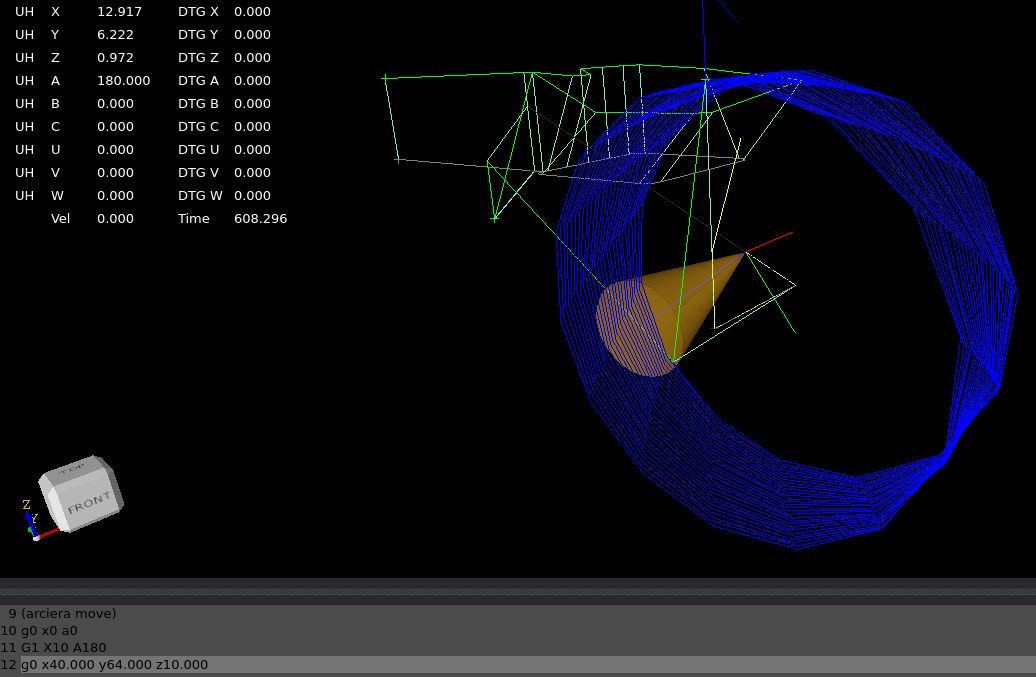 UH X 12.917 DTG X 0.000
UH Y 6.222 DTG Y 0.000
UH Z 0.972 DTG Z 0.000
UH A 180.000 DTG A 0.000
UH B 0.000 DTG B 0.000
UH C 0.000 DTG C 0.000
UH U 0.000 DTG U 0.000
UH V 0.000 DTG V 0.000
UH W 0.000 DTG W 0.000
Vel 0.000 Time 608.296
TOP
FRONT
Z
Y
9 (arciera move)
10 g0 x0 a0
11 G1 X10 A180
12 g0 x40.000 y64.000 z10.000